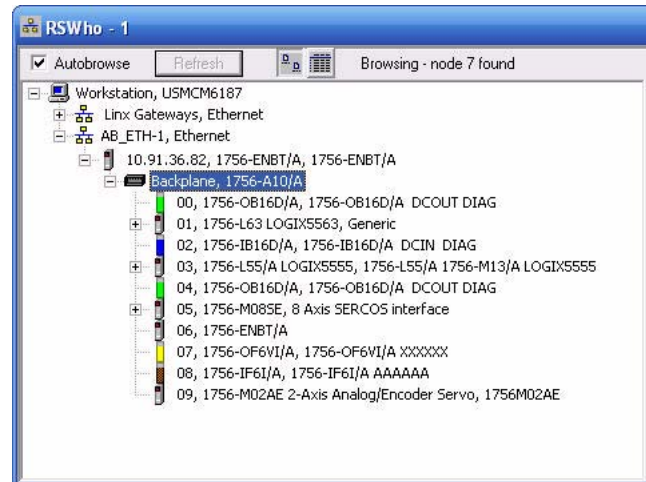 RSWho - 1
Autobrowse Refresh Browsing - node 7 found
Workstation, USMCM6187
Linx Gateways, Ethernet
AB_ETH-1, Ethernet
10.91.36.82, 1756-ENBT/A, 1756-ENBT/A
Backplane, 1756-A10/A
00, 1756-OB16D/A, 1756-OB16D/A DCOUT DIAG
01, 1756-L63 LOGIX5563, Generic
02, 1756-IB16D/A, 1756-IB16D/A DCIN DIAG
03, 1756-L55/A LOGIX5555, 1756-L55/A 1756-M13/A LOGIX5555
04, 1756-OB16D/A, 1756-OB16D/A DCOUT DIAG
05, 1756-M08SE, 8 Axis SERCOS interface
06, 1756-ENBT/A
07, 1756-OF6VI/A, 1756-OF6VI/A XXXXXX
08, 1756-IF6I/A, 1756-IF6I/A AAAAAA
09, 1756-M02AE 2-Axis Analog/Encoder Servo, 1756M02AE